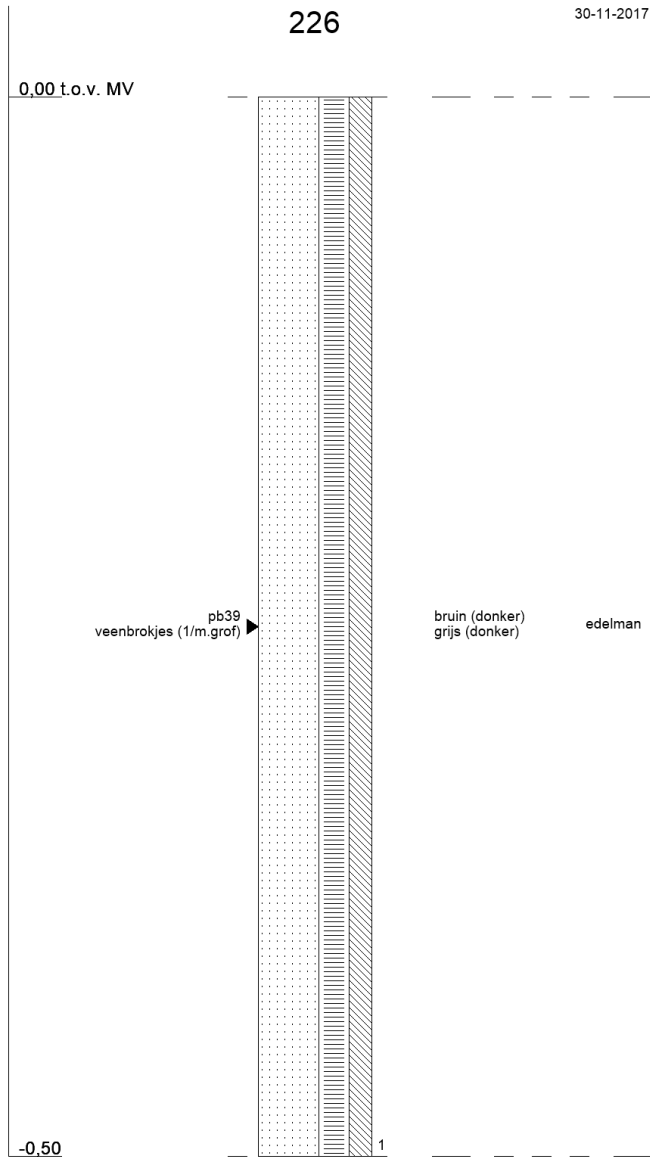 226
30-11-2017
0,00 t.o.v. MV
pb39
veenbrokjes (1/m.grof)
bruin (donker)
grijs (donker)
edelman
1
-0,50